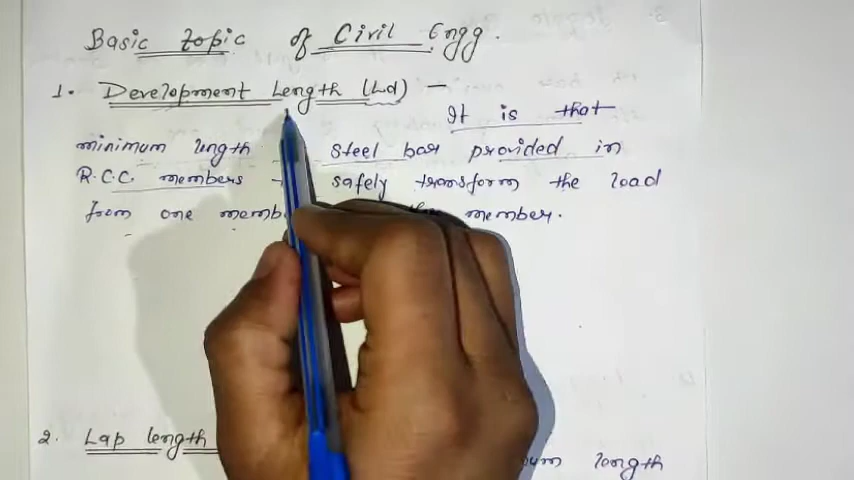 Basic topic of Civil Engg.
1. Development Length (Ld) –
It is that
minimum length steel bar provided in
R.C.C. members safely transform the load
from one member.
2. Lap length
length